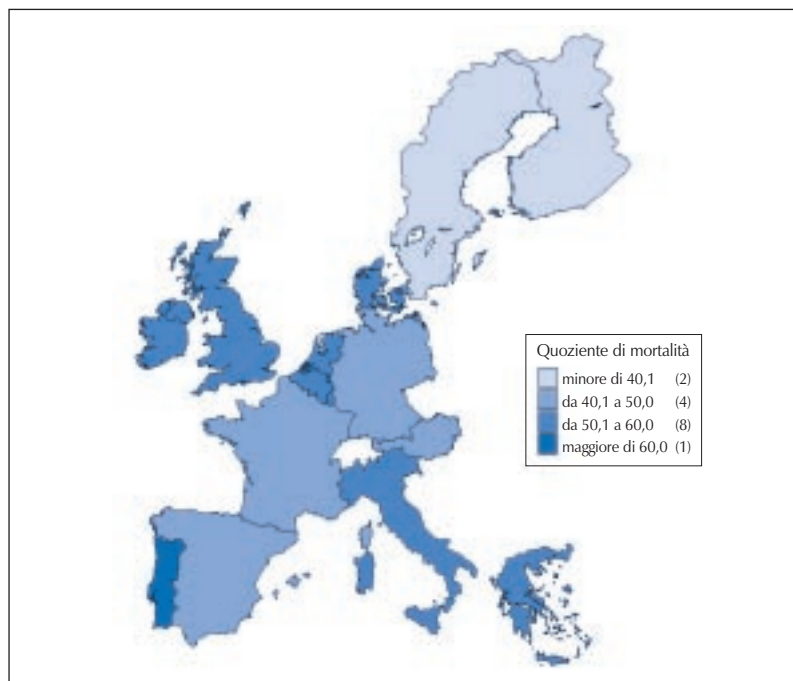 Quoziente di mortalità
minore di 40,1 (2)
da 40,1 a 50,0 (4)
da 50,1 a 60,0 (8)
maggiore di 60,0 (1)